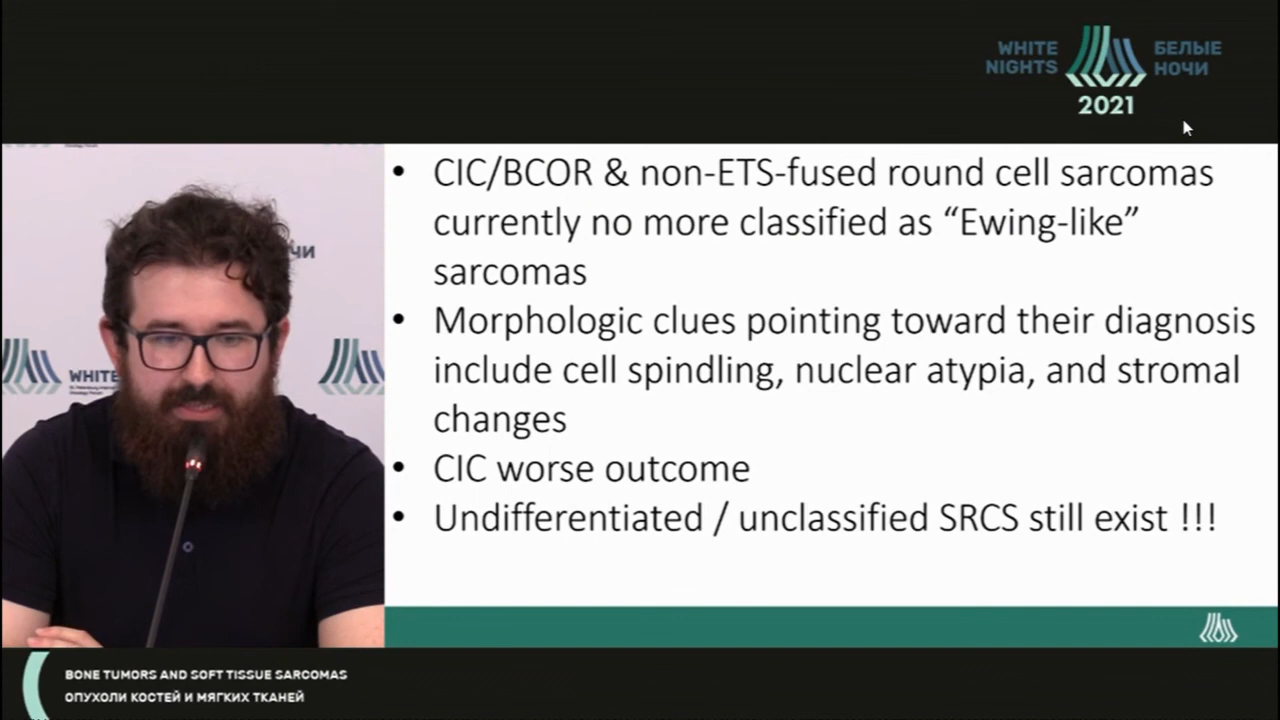 WHITE NIGHTS
БЕЛЫЕ НОЧИ
2021
• CIC/BCOR & non-ETS-fused round cell sarcomas
currently no more classified as “Ewing-like”
sarcomas
• Morphologic clues pointing toward their diagnosis
include cell spindling, nuclear atypia, and stromal
changes
• CIC worse outcome
• Undifferentiated / unclassified SRCS still exist !!!
ЧИ
WHITE
BONE TUMORS AND SOFT TISSUE SARCOMAS
ОПУХОЛИ КОСТЕЙ И МЯГКИХ ТКАНЕЙ